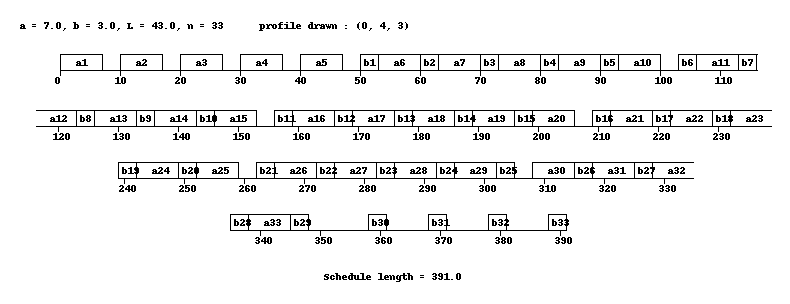 a = 7.0, b = 3.0, L = 43.0, n = 33 profile drawn : (0, 4, 3)
a1 a2 a3 a4 a5 b1 a6 b2 a7 b3 a8 b4 a9 b5 a10 b6 a11 b7
0 10 20 30 40 50 60 70 80 90 100 110
a12 b8 a13 b9 a14 b10 a15 b11 a16 b12 a17 b13 a18 b14 a19 b15 a20 b16 a21 b17 a22 b18 a23
120 130 140 150 160 170 180 190 200 210 220 230
b19 a24 b20 a25 b21 a26 b22 a27 b23 a28 b24 a29 b25 a30 b26 a31 b27 a32
240 250 260 270 280 290 300 310 320 330
b28 a33 b29 b30 b31 b32 b33
340 350 360 370 380 390
Schedule length = 391.0